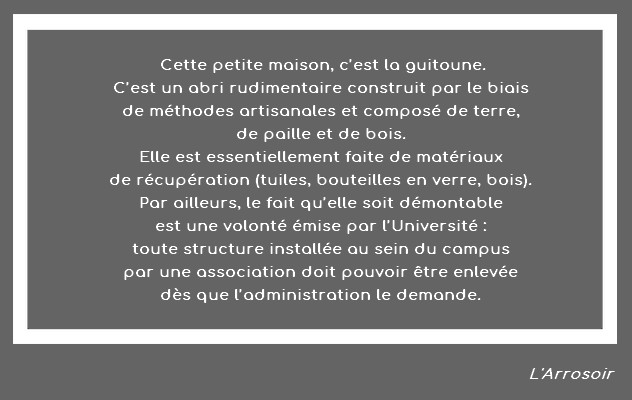 Cette petite maison, c'est la guitoune.
C'est un abri rudimentaire construit par le biais
de méthodes artisanales et composé de terre,
de paille et de bois.
Elle est essentiellement faite de matériaux
de récupération (tuiles, bouteilles en verre, bois).
Par ailleurs, le fait qu'elle soit démontable
est une volonté émise par l'Université :
toute structure installée au sein du campus
par une association doit pouvoir être enlevée
dès que l'administration le demande.
L'Arrosoir